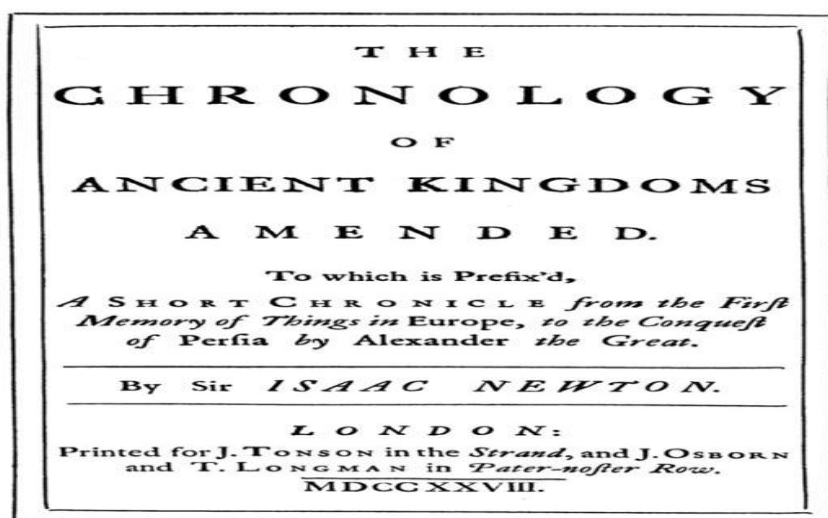 THE
CHRONOLOGY
OF
ANCIENT KINGDOMS
AMENDED.
To which is Prefix'd,
A SHORT CHRONICLE from the Firſt
Memory of Things in Europe, to the Conqueſt
of Perſia by Alexander the Great.
By Sir ISAAC NEWTON.
LONDON:
Printed for J. TONSON in the Strand, and J. OSBORN
and T. LONGMAN in Pater-noſter Row.
MDCCXXVIII.